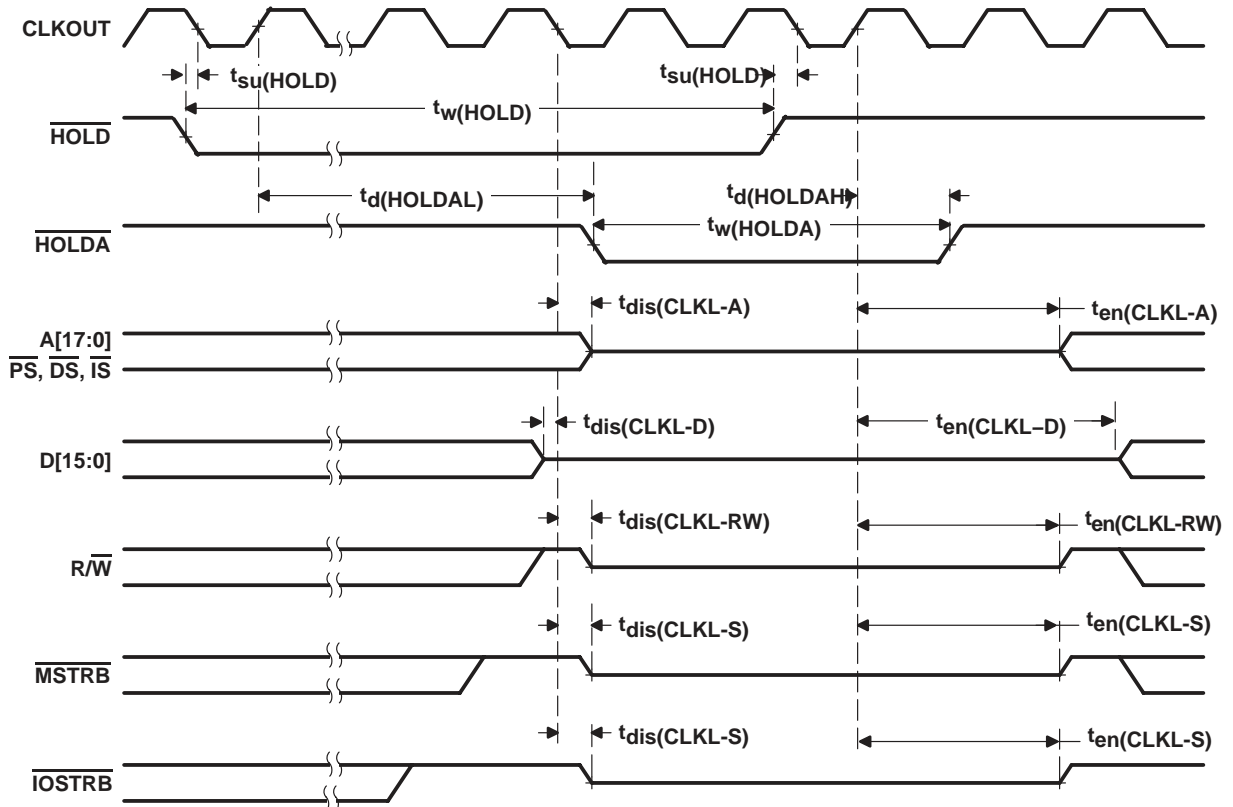 CLKOUT
tsu(HOLD)
tsu(HOLD)
tw(HOLD)
HOLD
td(HOLDAL)
td(HOLDAH)
tw(HOLDA)
HOLDA
tdis(CLKL-A)
ten(CLKL-A)
A[17:0]
PS, DS, IS
tdis(CLKL-D)
ten(CLKL–D)
D[15:0]
tdis(CLKL-RW)
ten(CLKL-RW)
R/W
tdis(CLKL-S)
ten(CLKL-S)
MSTRB
tdis(CLKL-S)
ten(CLKL-S)
IOSTRB